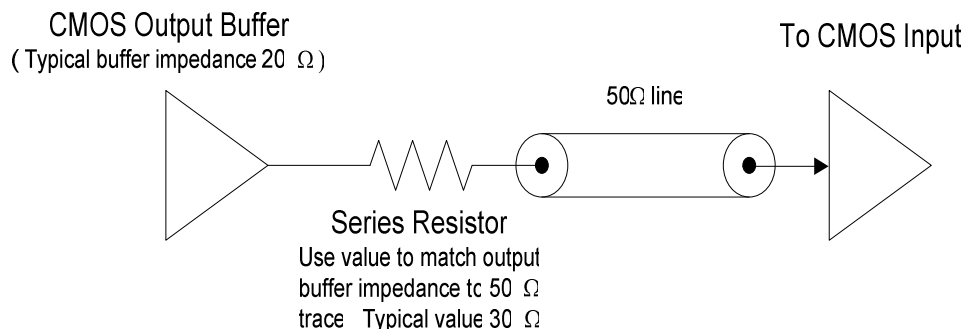 CMOS Output Buffer
( Typical buffer impedance 20 Ω )
To CMOS Input
50Ω line
Series Resistor
Use value to match output
buffer impedance to 50 Ω
trace Typical value 30 Ω